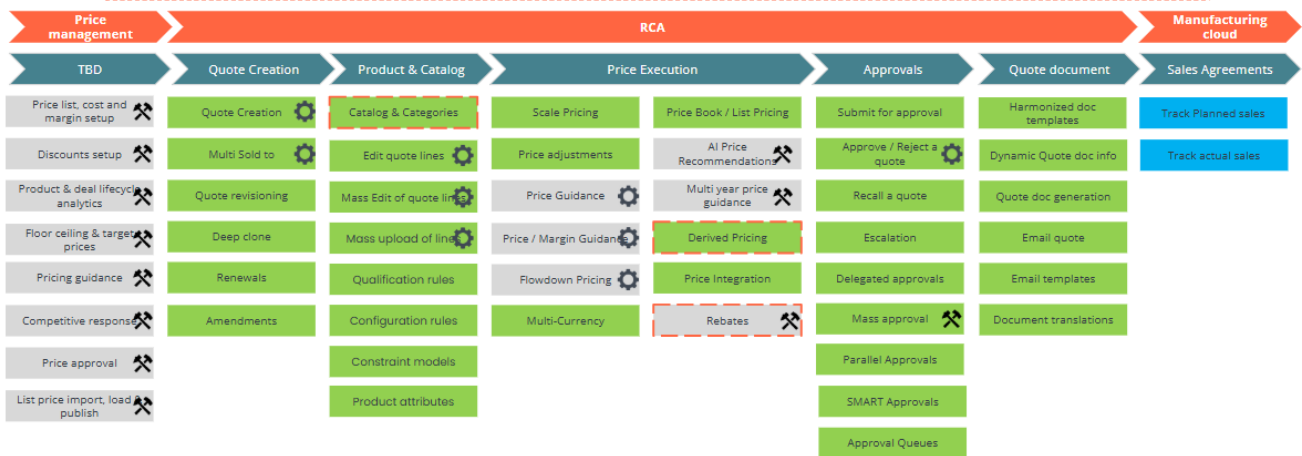 Price
management
RCA
Manufacturing
cloud
TBD
Quote Creation
Product & Catalog
Price Execution
Approvals
Quote document
Sales Agreements
Price list, cost and
margin setup
Discounts setup
Product & deal lifecycle
analytics
Floor ceiling & target
prices
Pricing guidance
Competitive response
Price approval
List price import, load &
publish
Quote Creation
Multi Sold to
Quote revisioning
Deep clone
Renewals
Amendments
Catalog & Categories
Edit quote lines
Mass Edit of quote lines
Mass upload of lines
Qualification rules
Configuration rules
Constraint models
Product attributes
Scale Pricing
Price adjustments
Price Guidance
Price / Margin Guidance
Flowdown Pricing
Multi-Currency
Price Book / List Pricing
AI Price
Recommendations
Multi year price
guidance
Derived Pricing
Price Integration
Rebates
Submit for approval
Approve / Reject a
quote
Recall a quote
Escalation
Delegated approvals
Mass approval
Parallel Approvals
SMART Approvals
Approval Queues
Harmonized doc
templates
Dynamic Quote doc info
Quote doc generation
Email quote
Email templates
Document translations
Track Planned sales
Track actual sales